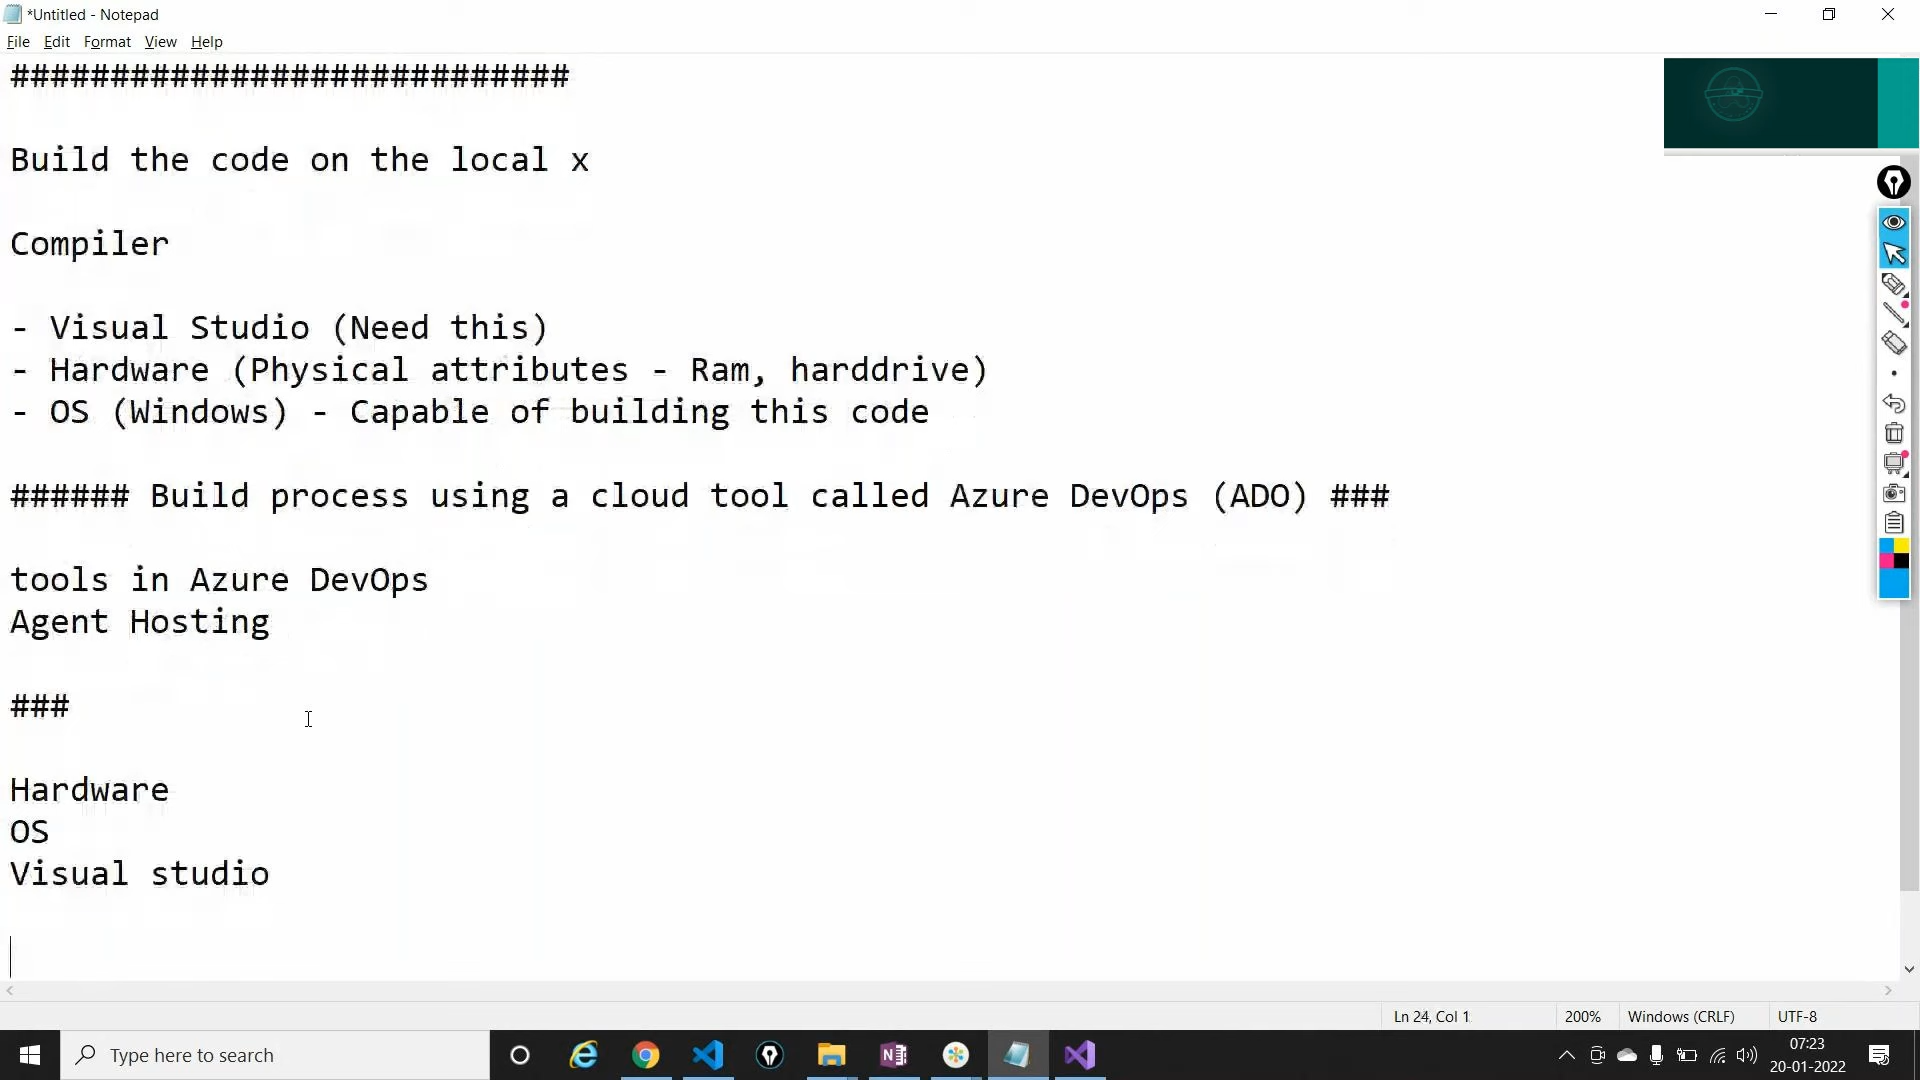 *Untitled - Notepad
File Edit Format View Help
############################
Build the code on the local x
Compiler
- Visual Studio (Need this)
- Hardware (Physical attributes - Ram, harddrive)
- OS (Windows) - Capable of building this code
###### Build process using a cloud tool called Azure DevOps (ADO) ###
tools in Azure DevOps
Agent Hosting
###
Hardware
OS
Visual studio
Ln 24, Col 1 200% Windows (CRLF) UTF-8
Type here to search
07:23
20-01-2022